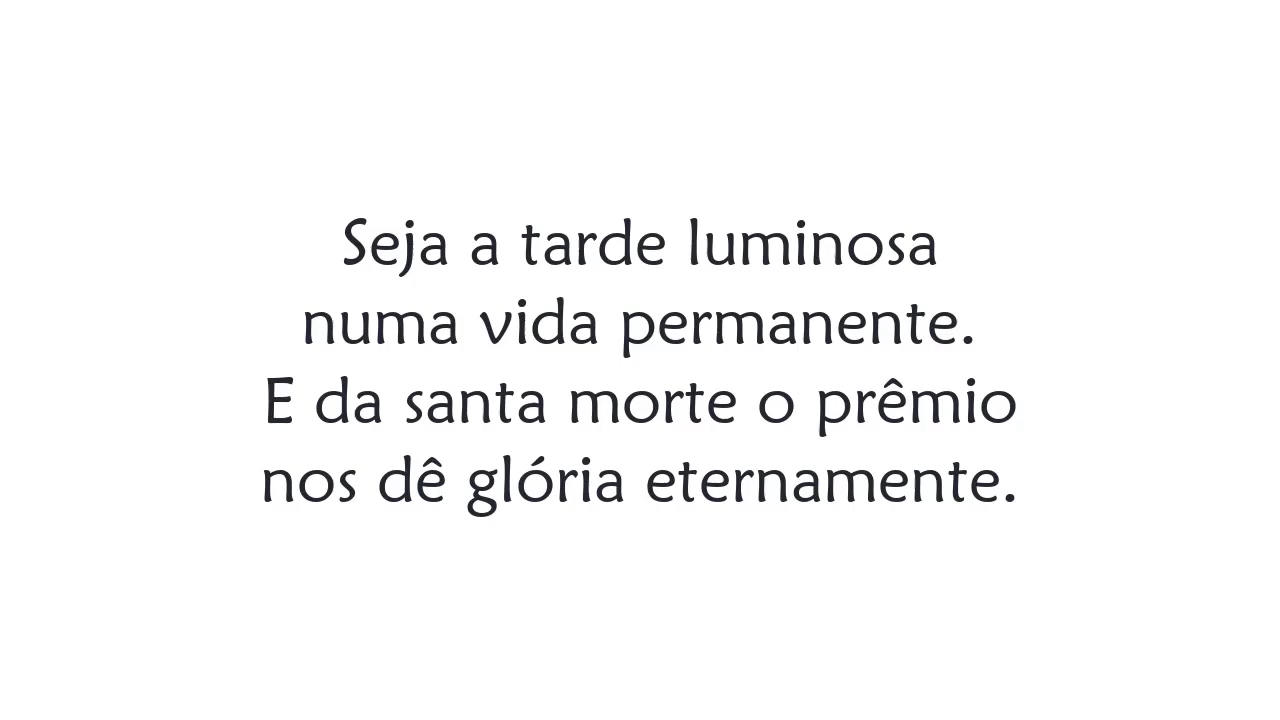 Seja a tarde luminosa
numa vida permanente.
E da santa morte o prêmio
nos dê glória eternamente.